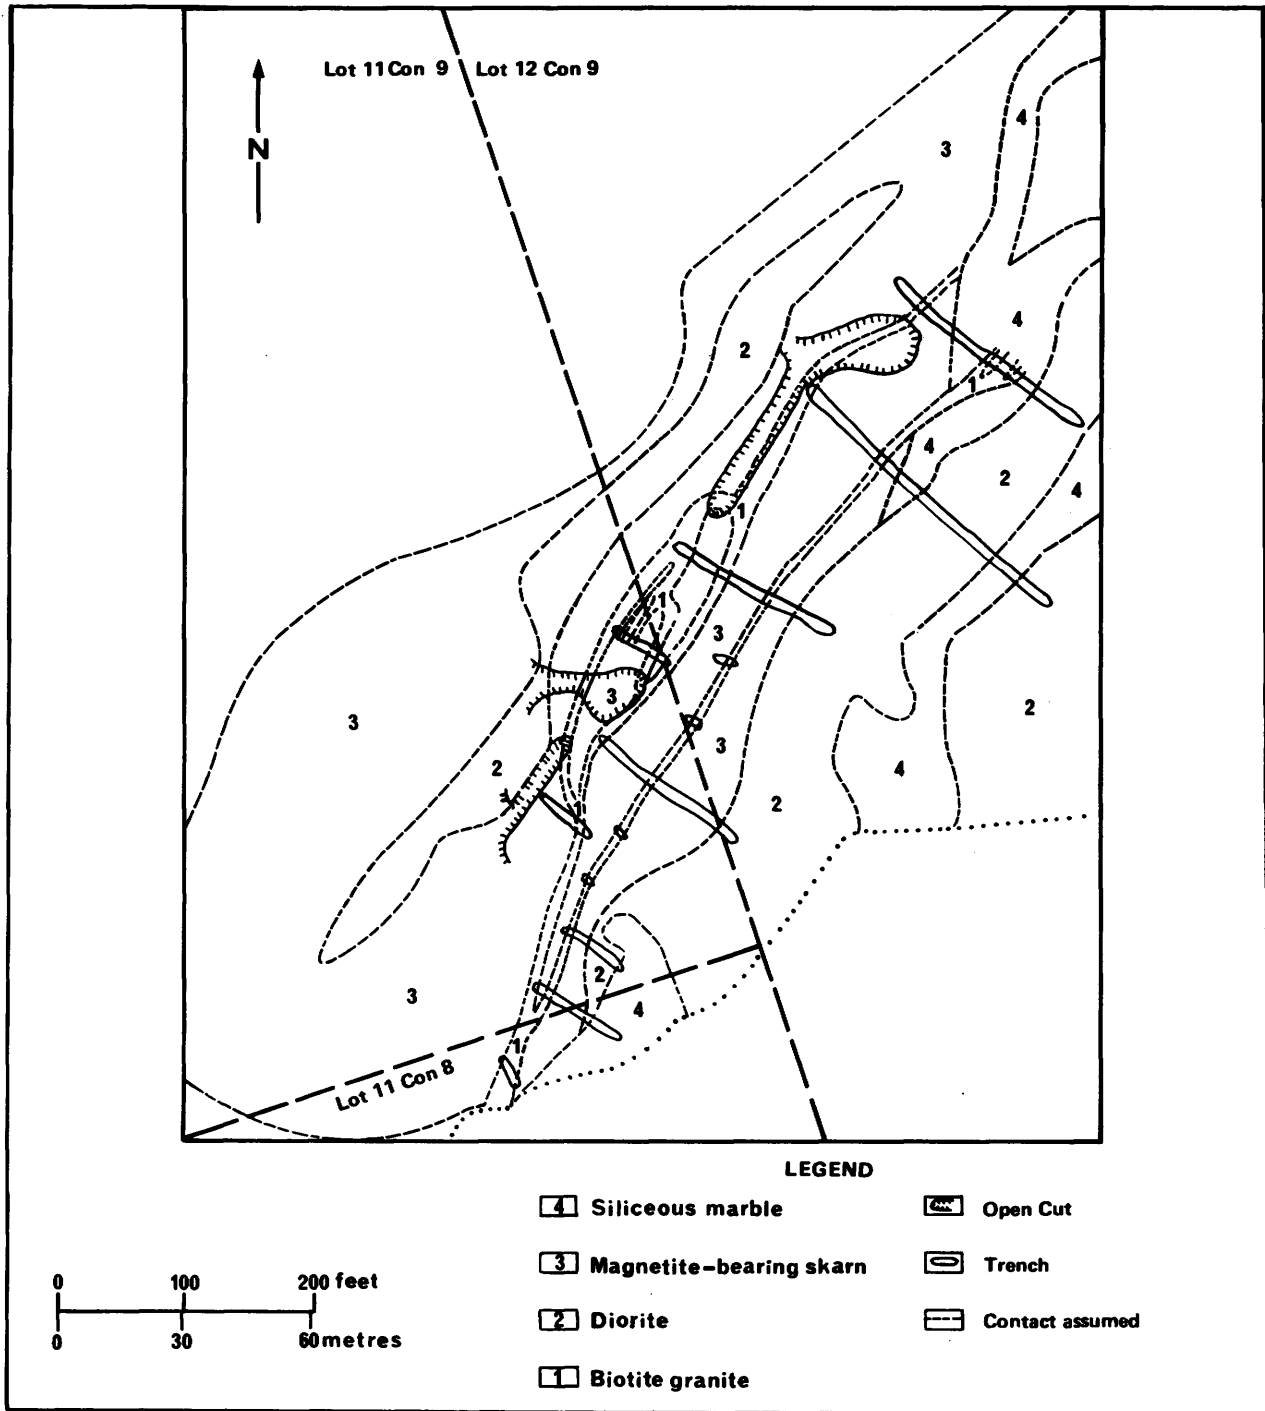 Lot 11 Con 9 Lot 12 Con 9
N
4
3
4
2
1
4
2
4
1
1
3
3
2
3
3
2
4
2
1
2
3
4
1
Lot 11 Con 8
LEGEND
4 Siliceous marble
Open Cut
3 Magnetite-bearing skarn
Trench
2 Diorite
Contact assumed
1 Biotite granite
0 100 200 feet
0 30 60 metres